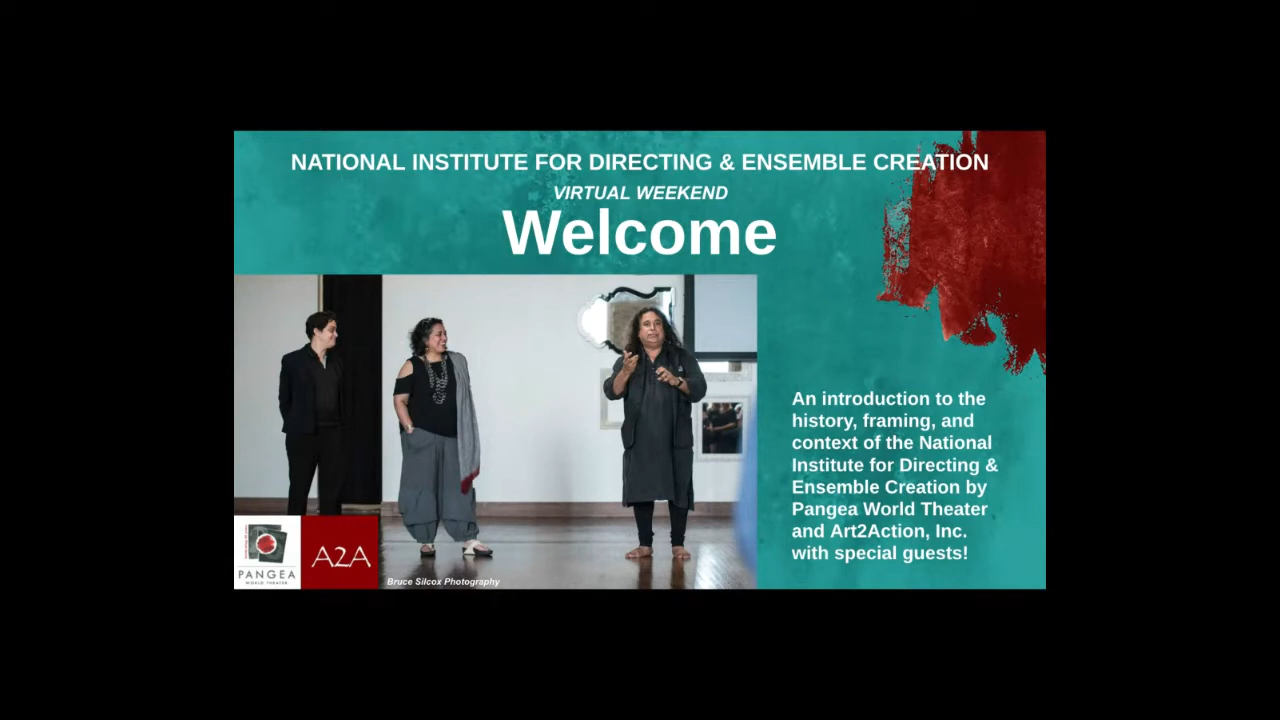 NATIONAL INSTITUTE FOR DIRECTING & ENSEMBLE CREATION
VIRTUAL WEEKEND
Welcome
An introduction to the
history, framing, and
context of the National
Institute for Directing &
Ensemble Creation by
Pangea World Theater
and Art2Action, Inc.
with special guests!
PANGEA
WORLD THEATER
A2A
Bruce Silcox Photography